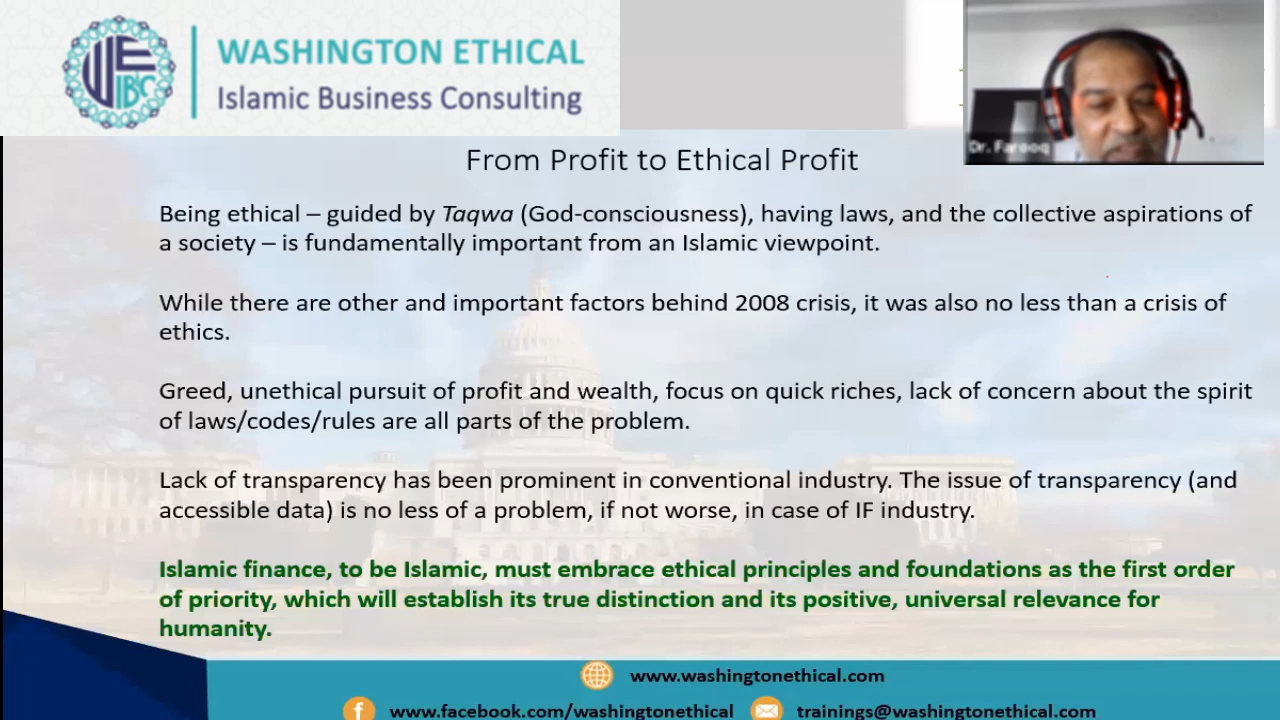 WASHINGTON ETHICAL
Islamic Business Consulting
WEIBC
Dr. Farooq
From Profit to Ethical Profit
Being ethical – guided by Taqwa (God-consciousness), having laws, and the collective aspirations of
a society – is fundamentally important from an Islamic viewpoint.
While there are other and important factors behind 2008 crisis, it was also no less than a crisis of
ethics.
Greed, unethical pursuit of profit and wealth, focus on quick riches, lack of concern about the spirit
of laws/codes/rules are all parts of the problem.
Lack of transparency has been prominent in conventional industry. The issue of transparency (and
accessible data) is no less of a problem, if not worse, in case of IF industry.
Islamic finance, to be Islamic, must embrace ethical principles and foundations as the first order
of priority, which will establish its true distinction and its positive, universal relevance for
humanity.
www.washingtonethical.com
f www.facebook.com/washingtonethical trainings@washingtonethical.com